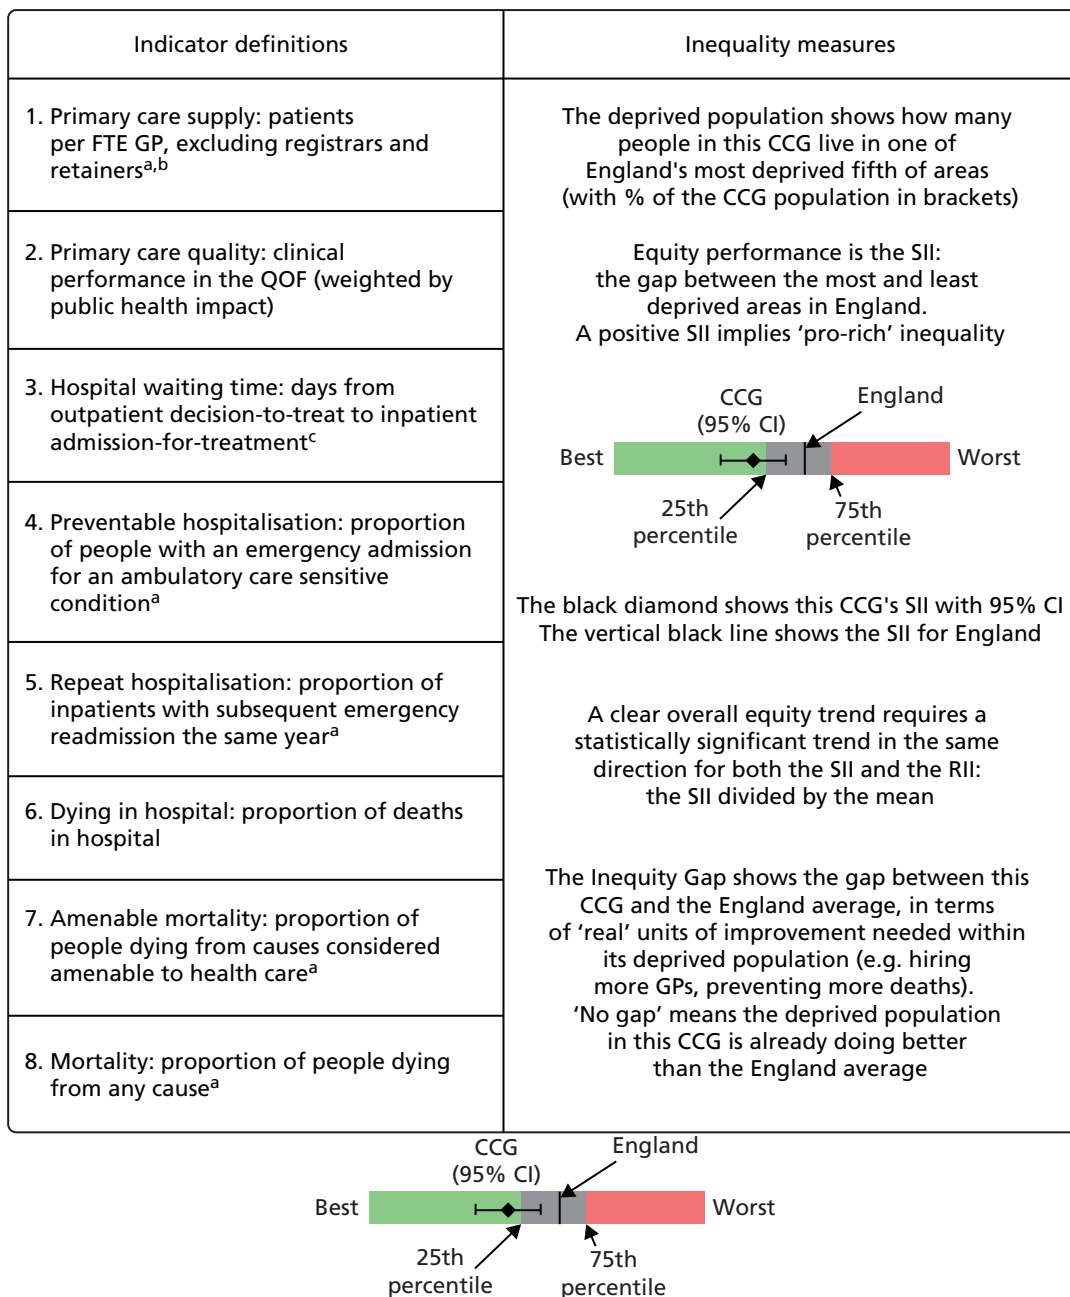 Indicator definitions
1. Primary care supply: patients
per FTE GP, excluding registrars and
retainersa,b
2. Primary care quality: clinical
performance in the QOF (weighted by
public health impact)
3. Hospital waiting time: days from
outpatient decision-to-treat to inpatient
admission-for-treatmentc
4. Preventable hospitalisation: proportion
of people with an emergency admission
for an ambulatory care sensitive
conditiona
5. Repeat hospitalisation: proportion of
inpatients with subsequent emergency
readmission the same yeara
6. Dying in hospital: proportion of deaths
in hospital
7. Amenable mortality: proportion of
people dying from causes considered
amenable to health carea
8. Mortality: proportion of people dying
from any causea
Inequality measures
The deprived population shows how many
people in this CCG live in one of
England's most deprived fifth of areas
(with % of the CCG population in brackets)
Equity performance is the SII:
the gap between the most and least
deprived areas in England.
A positive SII implies ‘pro-rich’ inequality
CCG
(95% CI)
England
Best
Worst
25th
percentile
75th
percentile
The black diamond shows this CCG's SII with 95% CI
The vertical black line shows the SII for England
A clear overall equity trend requires a
statistically significant trend in the same
direction for both the SII and the RII:
the SII divided by the mean
The Inequity Gap shows the gap between this
CCG and the England average, in terms
of ‘real’ units of improvement needed within
its deprived population (e.g. hiring
more GPs, preventing more deaths).
‘No gap’ means the deprived population
in this CCG is already doing better
than the England average
CCG
(95% CI)
England
Best
Worst
25th
percentile
75th
percentile